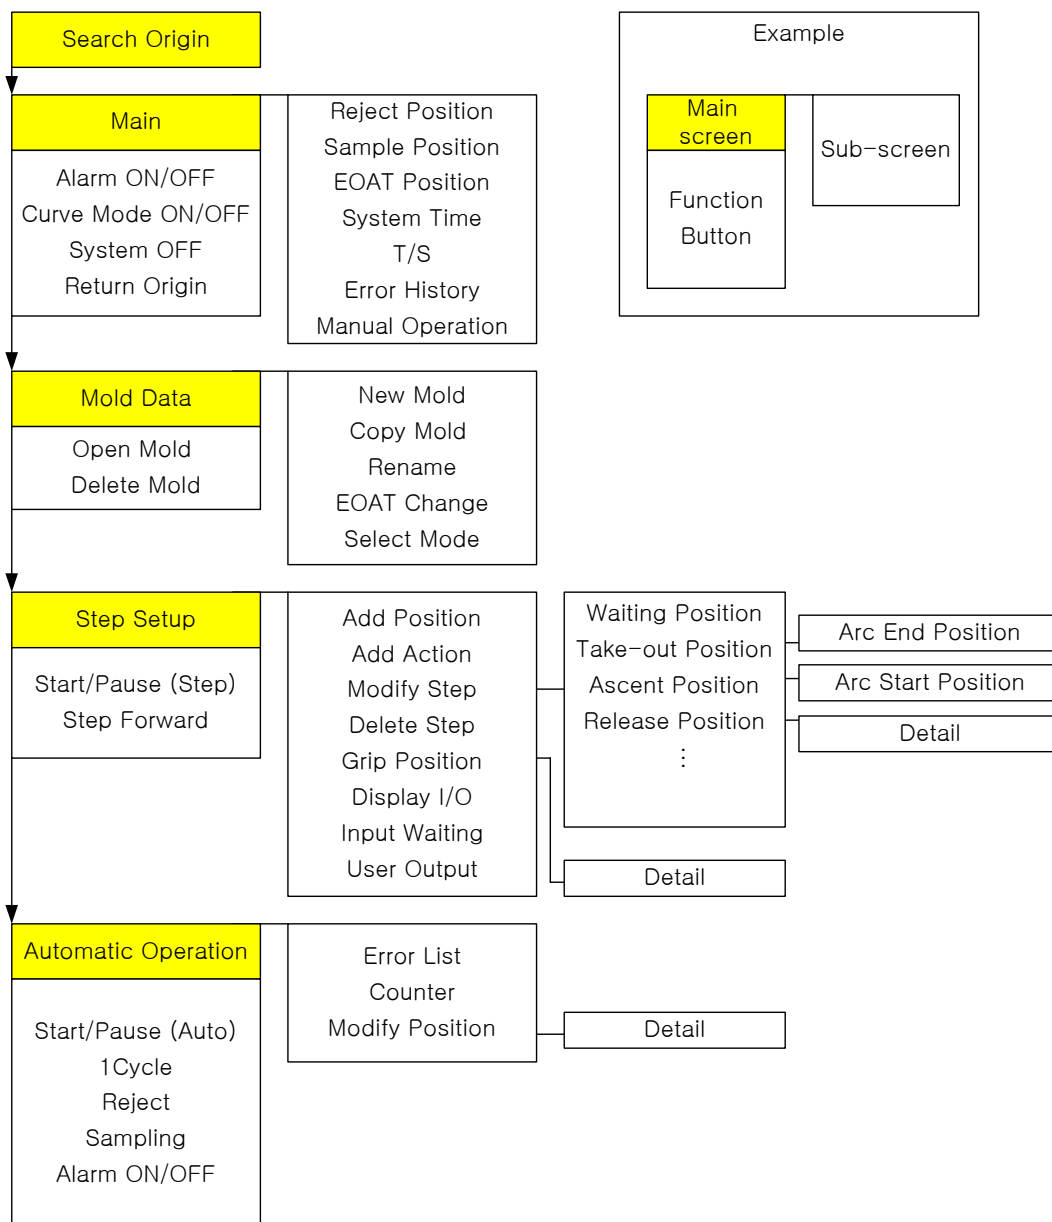 Search Origin
Example
Main
screen
Sub-screen
Function
Button
Main
Alarm ON/OFF
Curve Mode ON/OFF
System OFF
Return Origin
Reject Position
Sample Position
EOAT Position
System Time
T/S
Error History
Manual Operation
Mold Data
Open Mold
Delete Mold
New Mold
Copy Mold
Rename
EOAT Change
Select Mode
Step Setup
Start/Pause (Step)
Step Forward
Add Position
Add Action
Modify Step
Delete Step
Grip Position
Display I/O
Input Waiting
User Output
Waiting Position
Take-out Position
Ascent Position
Release Position
⋮
Arc End Position
Arc Start Position
Detail
Detail
Automatic Operation
Start/Pause (Auto)
1Cycle
Reject
Sampling
Alarm ON/OFF
Error List
Counter
Modify Position
Detail